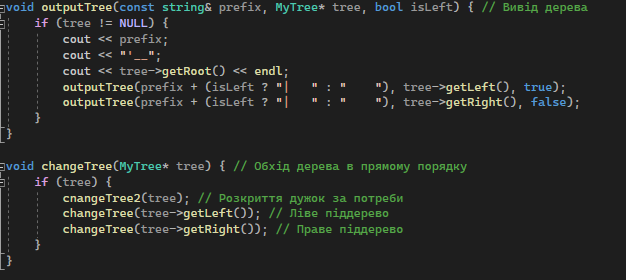 void outputTree(const string& prefix, MyTree* tree, bool isLeft) { // Вивід дерева
if (tree != NULL) {
cout << prefix;
cout << "'__";
cout << tree->getRoot() << endl;
outputTree(prefix + (isLeft ? "|   " : "    "), tree->getLeft(), true);
outputTree(prefix + (isLeft ? "|   " : "    "), tree->getRight(), false);
}
}
void changeTree(MyTree* tree) { // Обхід дерева в прямому порядку
if (tree) {
cnangeTree2(tree); // Розкриття дужок за потреби
changeTree(tree->getLeft()); // Ліве піддерево
changeTree(tree->getRight()); // Праве піддерево
}
}